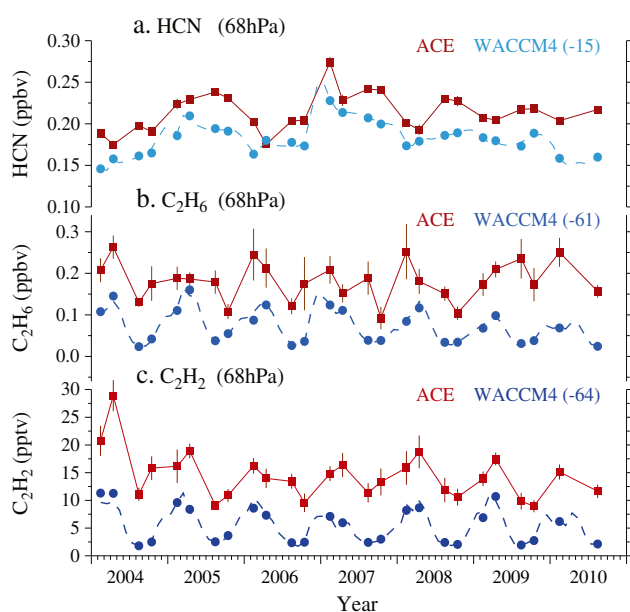 a. HCN (68hPa)
ACE WACCM4 (-15)
0.30
0.25
0.20
0.15
0.10
HCN (ppbv)
b. C₂H₆ (68hPa)
ACE WACCM4 (-61)
0.3
0.2
0.1
0.0
C₂H₆ (ppbv)
c. C₂H₂ (68hPa)
ACE WACCM4 (-64)
30
25
20
15
10
5
0
C₂H₂ (pptv)
2004 2005 2006 2007 2008 2009 2010
Year